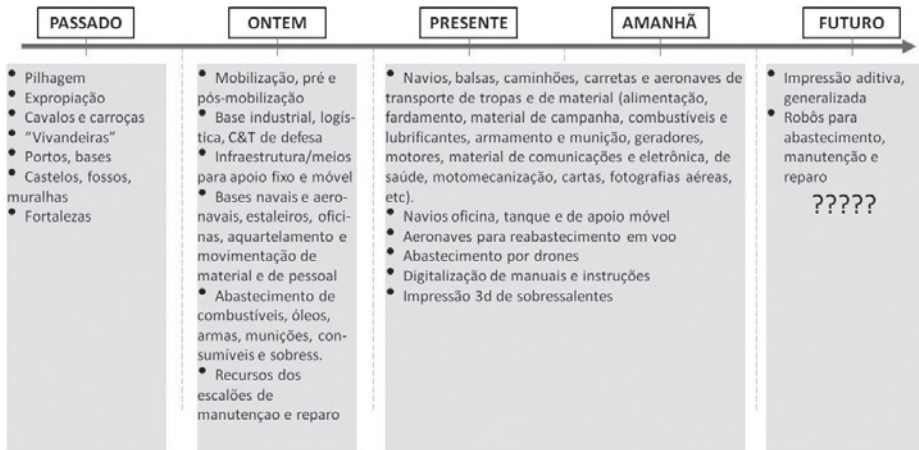 PASSADO
ONTEM
PRESENTE
AMANHÃ
FUTURO
• Pilhagem
• Expropiação
• Cavalos e carroças
• “Vivandeiras”
• Portos, bases
• Castelos, fossos,
muralhas
• Fortalezas
• Mobilização, pré e
pós-mobilização
• Base industrial, logís-
tica, C&T de defesa
• Infraestrutura/meios
para apoio fixo e móvel
• Bases navais e aero-
navais, estaleiros, ofici-
nas, aquartelamento e
movimentação de
material e de pessoal
• Abastecimento de
combustíveis, óleos,
armas, munições, con-
sumíveis e sobress.
• Recursos dos
escalões de
manutençao e reparo
• Navios, balsas, caminhões, carretas e aeronaves de
transporte de tropas e de material (alimentação,
fardamento, material de campanha, combustíveis e
lubrificantes, armamento e munição, geradores,
motores, material de comunicações e eletrônica, de
saúde, motomecanização, cartas, fotografias aéreas,
etc).
• Navios oficina, tanque e de apoio móvel
• Aeronaves para reabastecimento em voo
• Abastecimento por drones
• Digitalização de manuais e instruções
• Impressão 3d de sobressalentes
• Impressão aditiva,
generalizada
• Robôs para
abastecimento,
manutenção e
reparo
?????